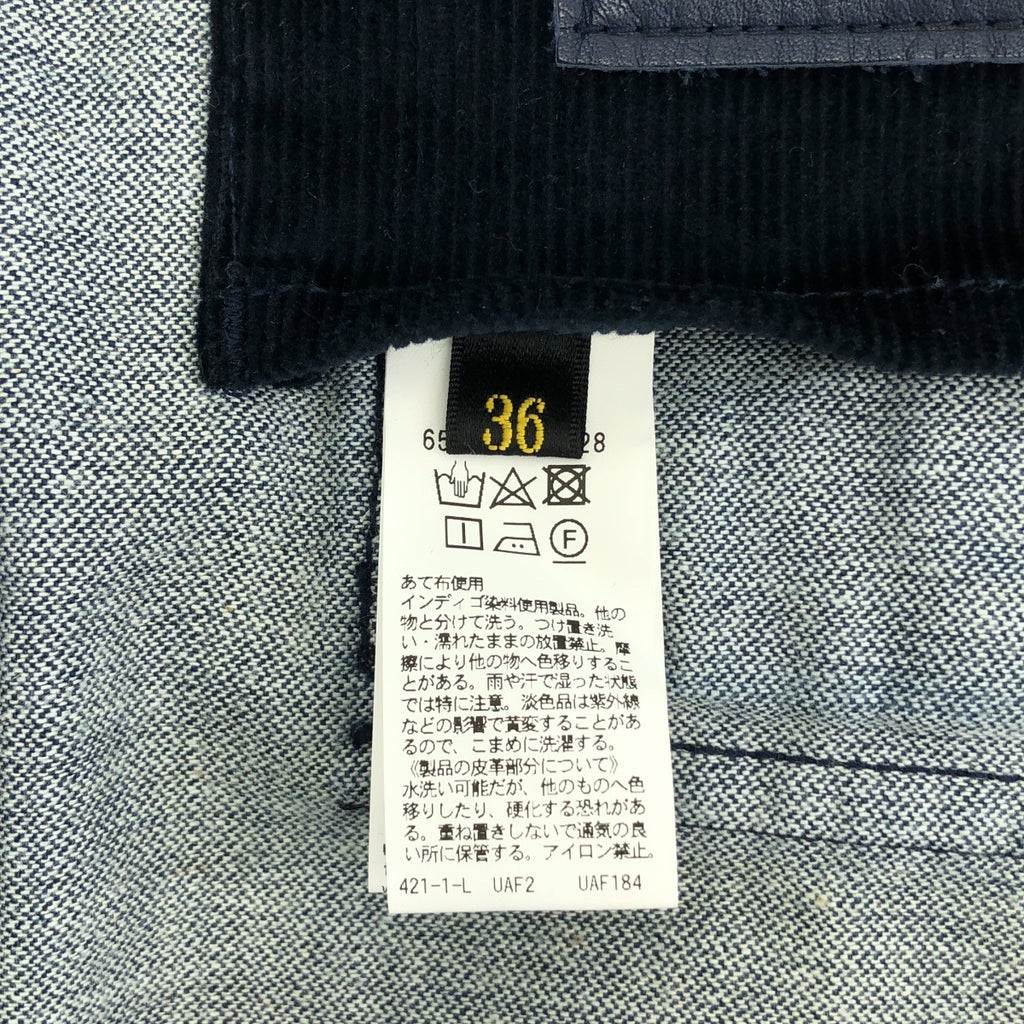 36
65 28
F
あて布使用
インディゴ染料使用製品。他の
物と分けて洗う。つけ置き洗
い・濡れたままの放置禁止。摩
擦により他の物へ色移りするこ
とがある。雨や汗で湿った状態
では特に注意。淡色品は紫外線
などの影響で黄変することがあ
るので、こまめに洗濯する。
《製品の皮革部分について》
水洗い可能だが、他のものへ色
移りしたり、硬化する恐れがあ
る。重ね置きしないで通気の良
い所に保管する。アイロン禁止。
421-1-L UAF2 UAF184